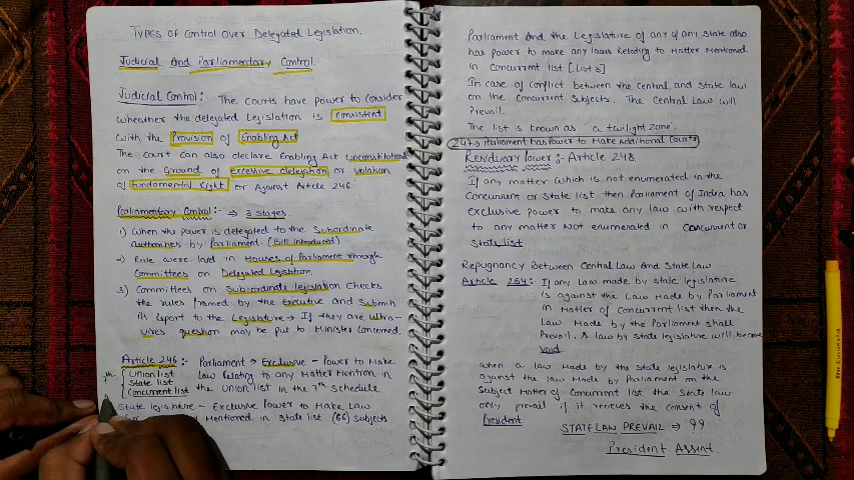 TYPES OF CONTROL OVER DELEGATED LEGISLATION.
Judicial And Parliamentary Control.
Judicial Control: The Courts have power to Consider
wheather the delegated Legislation is consistent
with the Provision of Enabling Act
The Court can also declare Enabling Act unconstitutional
on the Ground of excessive delegation or volation
of fundamental Right or Against Article 246.
Parliamentary Control:- ⇒ 3 stages.
1) When the power is delegated to the Subordinate
authorities by Parliament. (Bill Introduced)
2) Rule were laid in Houses of Parliament through
Committees on Delegated Legislation
3) Committees on Sub-ordinate legislation Checks
the rules framed by the Executive and Submit
its report to the Legislature → If they are ultra-
vires question may be put to Minister Concerned.
Article 246 :- Parliament → Exclusive - Power to Make
7th Union list Law relating to any Matter Mention in
State list the Union list in the 7th Schedule
Concurrent list
State legislature - Exclusive Power to Make Law
Mentioned in State list (66) Subjects
Parliament and the Legislature of any of any State also
has Power to make any laws Relating to Matter Mentioned
in Concurrent list [List 3]
In case of Conflict between the Central and State law
on the Concurrent Subjects. The Central Law will
Prevail.
The list is known as "a twilight zone.
247→ Parliament has Power to Make Additional Courts
Residuary Power :- Article 248.
If any matter which is not enumerated in the
Concurrent or State list then Parliament of India has
exclusive power to make any law with respect
to any matter Not enumerated in Concurrent or
State list
Repugnancy Between Central Law And State Law
Article 254: If any Law made by state legislature
is against the Law Made by Parliament
in Matter of Concurrent list then the
Law Made by the Parliament shall
Prevail, & law by state legislature will become
void.
When a law Made by the state legislature is
against the law Made by Parliament on the
Subject Matter of Concurrent list the State law
only prevail if it recieves the Consent of
President
STATE LAW PREVAIL →
President Assent.